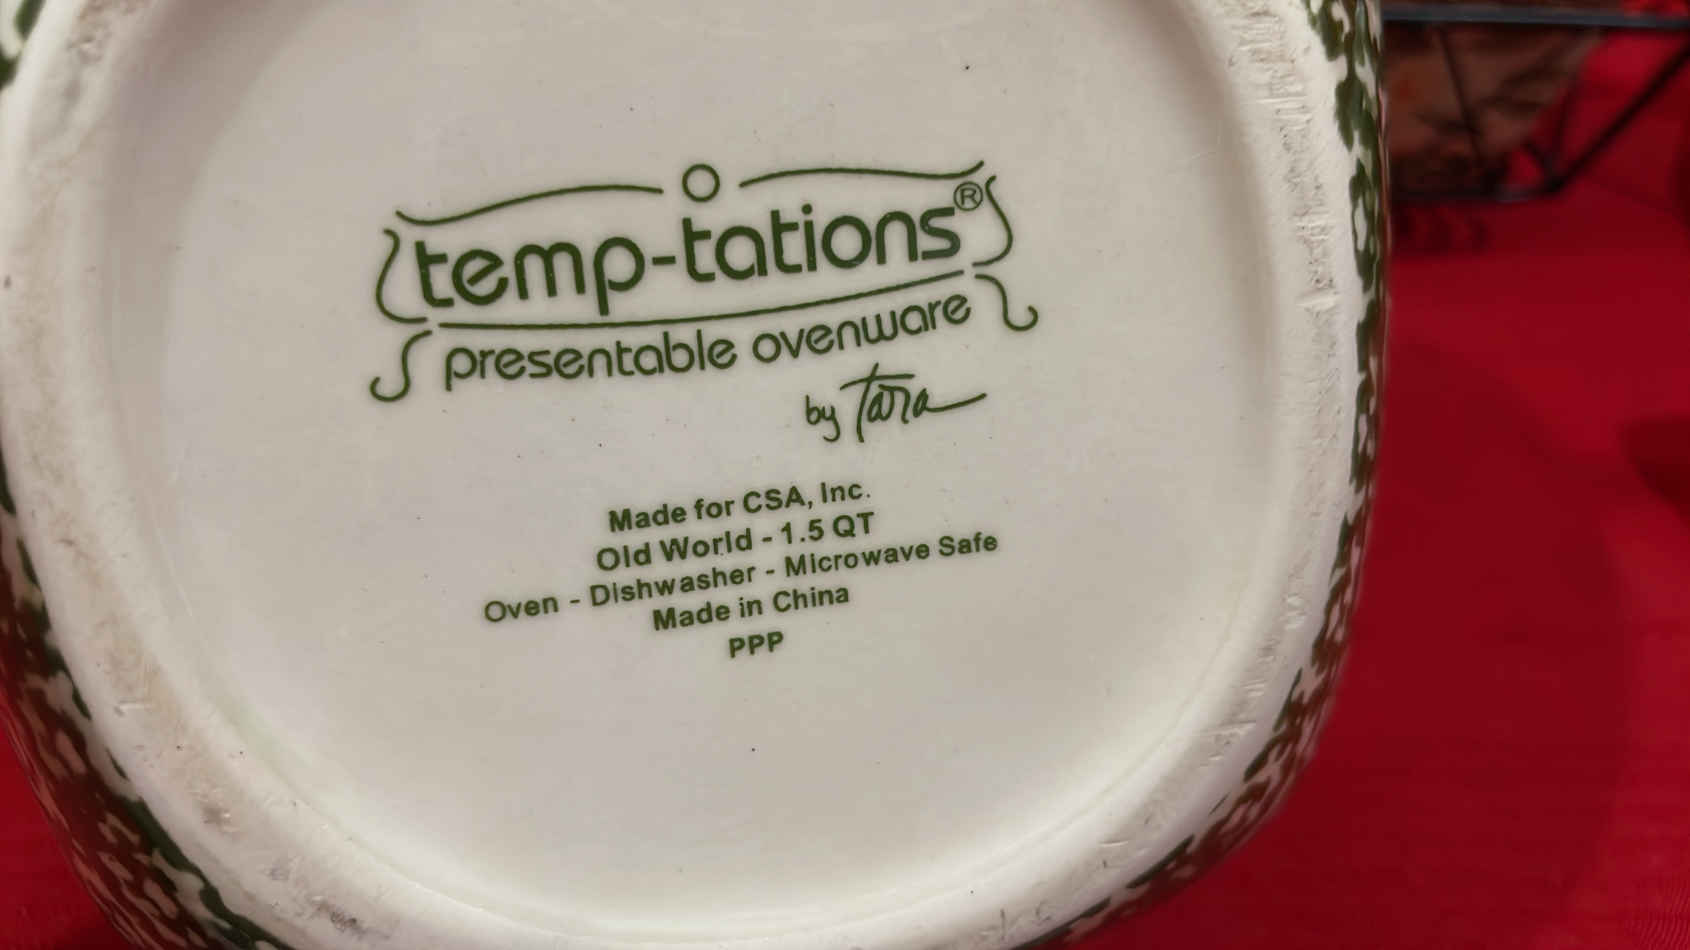 temp-tations®
presentable ovenware
by Tara
Made for CSA, Inc.
Old World - 1.5 QT
Oven - Dishwasher - Microwave Safe
Made in China
PPP